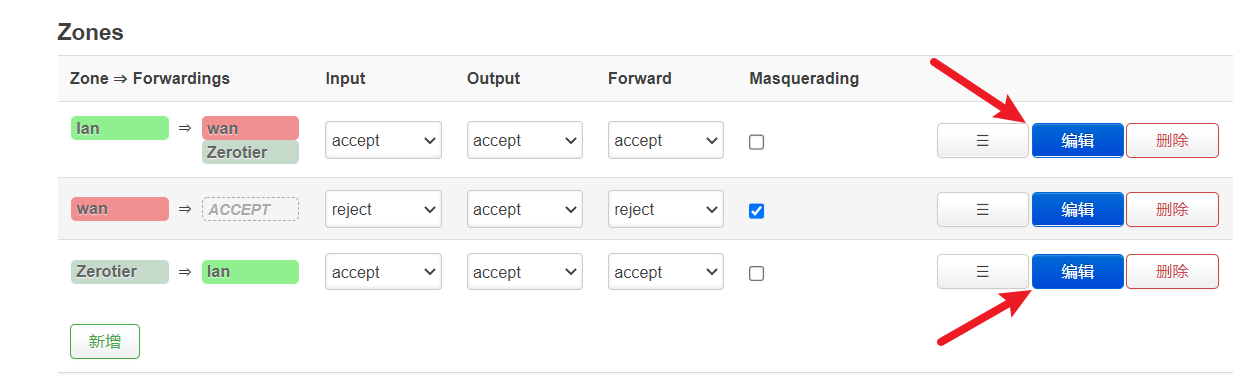 Zones
Zone ⇒ Forwardings Input Output Forward Masquerading
lan ⇒ wan accept accept accept ☰ 编辑 删除
Zerotier
wan ⇒ ACCEPT reject accept reject ☰ 编辑 删除
Zerotier ⇒ lan accept accept accept ☰ 编辑 删除
新增